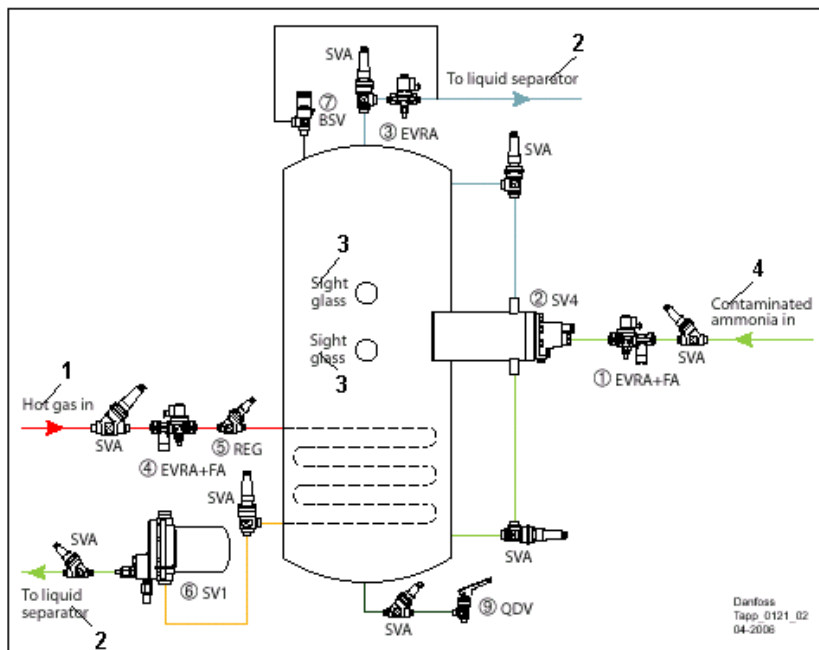 2
SVA
To liquid separator
⑦
BSV
③ EVRA
SVA
3
Sight
glass
4
② SV4
Contaminated
ammonia in
Sight
glass
3
SVA
① EVRA+FA
1
Hot gas in
SVA
⑤ REG
④ EVRA+FA
SVA
SVA
SVA
⑥ SV1
To liquid
separator
2
SVA
⑨ QDV
Danfoss
Tapp_0121_02
04-2006